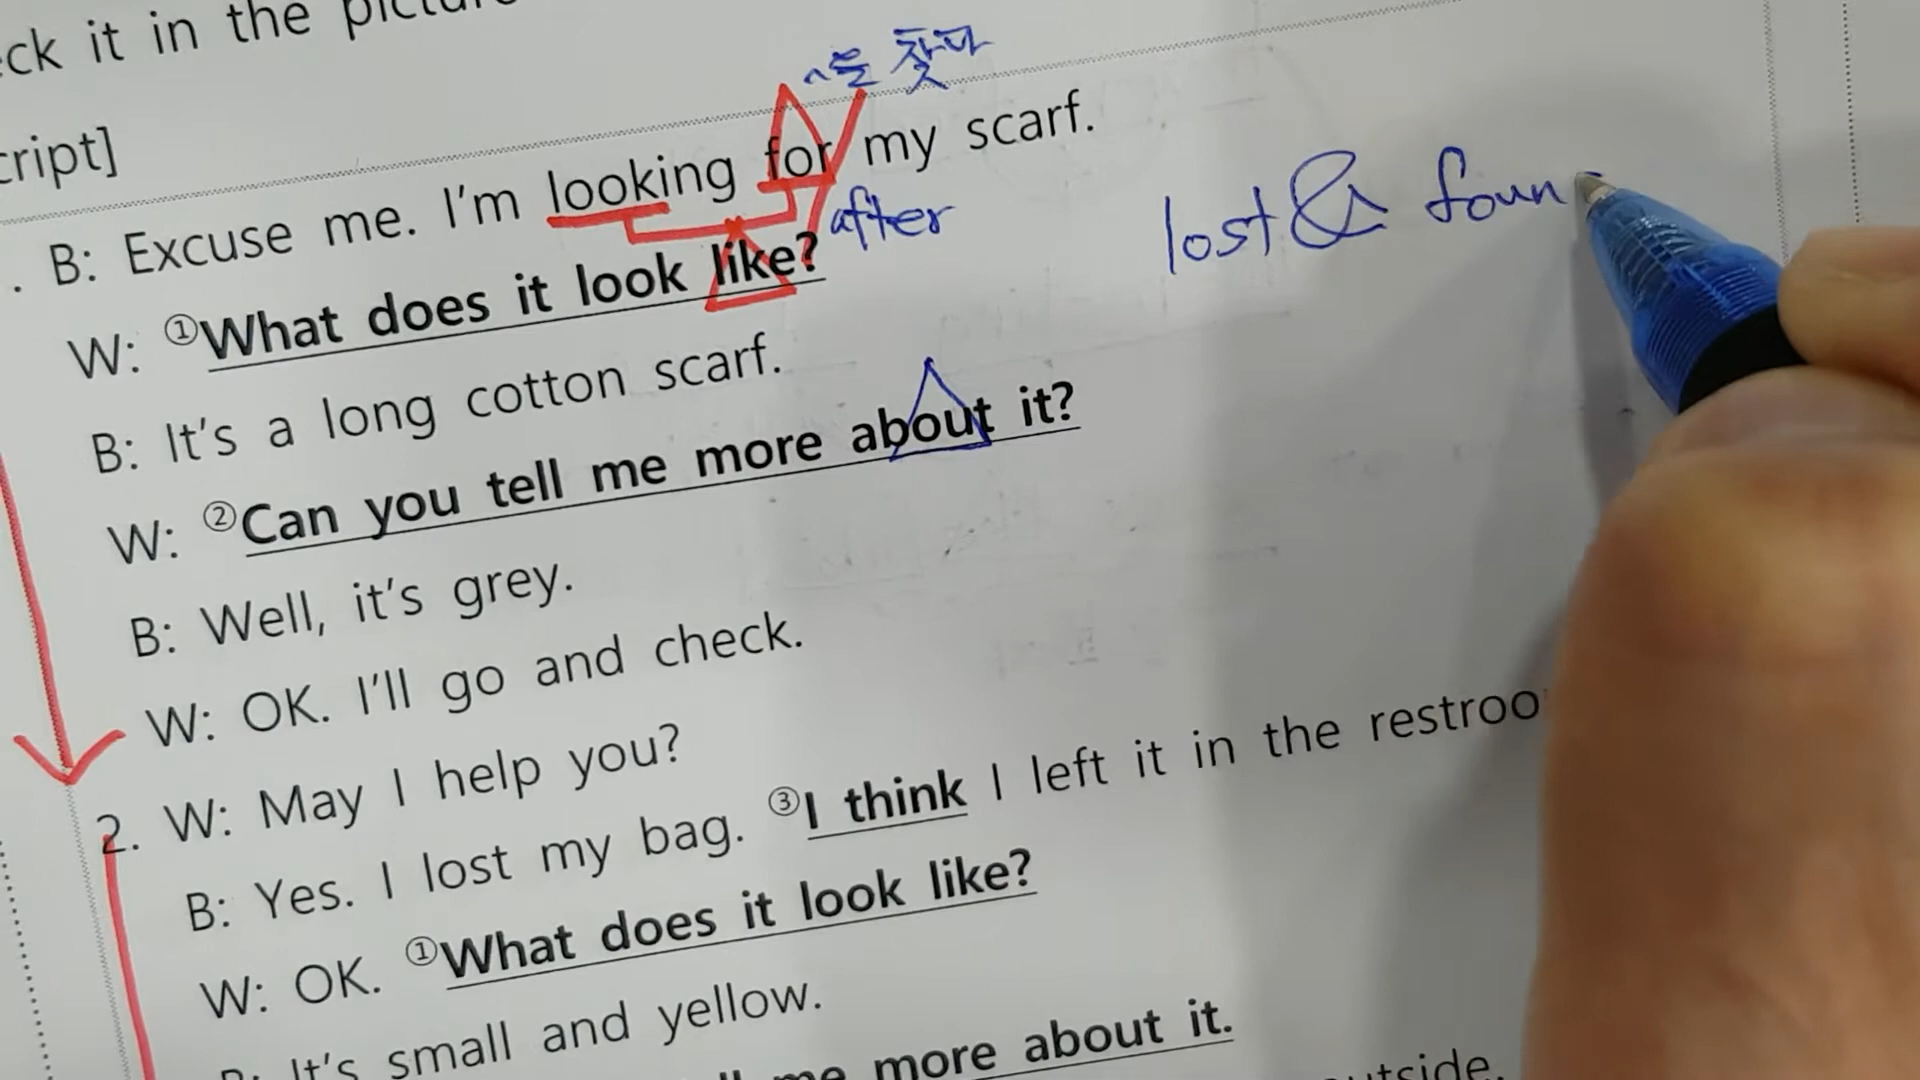 ck it in the
cript]
~을 찾다
. B: Excuse me. I'm looking for my scarf.
after
lost & foun
W: ①What does it look like?
B: It's a long cotton scarf.
W: ②Can you tell me more about it?
B: Well, it's grey.
W: OK. I'll go and check.
2. W: May I help you?
B: Yes. I lost my bag. ③I think I left it in the restroo
W: OK. ①What does it look like?
It's small and yellow.
me more about it.
utside.